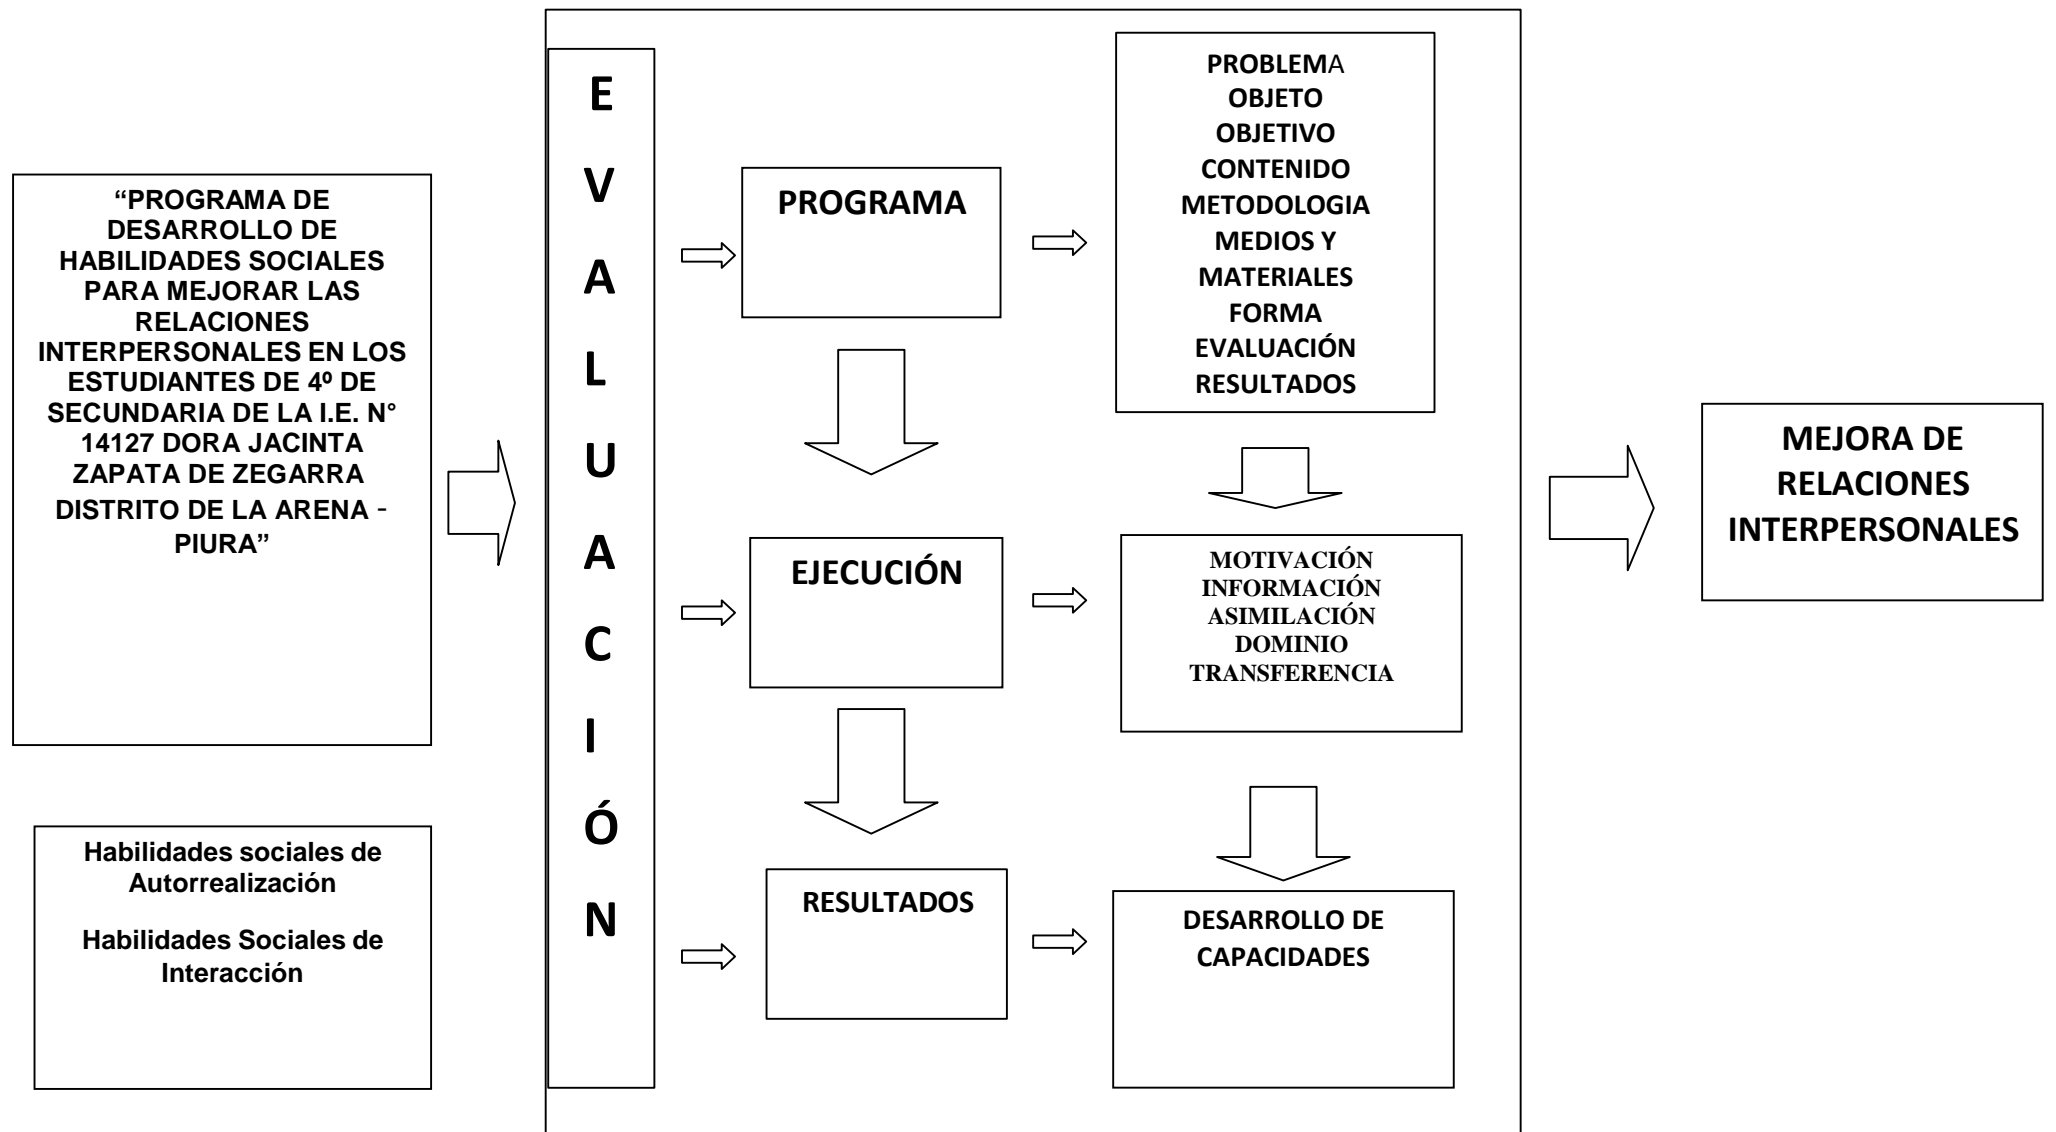 “PROGRAMA DE
DESARROLLO DE
HABILIDADES SOCIALES
PARA MEJORAR LAS
RELACIONES
INTERPERSONALES EN LOS
ESTUDIANTES DE 4º DE
SECUNDARIA DE LA I.E. N°
14127 DORA JACINTA
ZAPATA DE ZEGARRA
DISTRITO DE LA ARENA -
PIURA”
Habilidades sociales de
Autorrealización
Habilidades Sociales de
Interacción
E
V
A
L
U
A
C
I
Ó
N
PROGRAMA
PROBLEMA
OBJETO
OBJETIVO
CONTENIDO
METODOLOGIA
MEDIOS Y
MATERIALES
FORMA
EVALUACIÓN
RESULTADOS
EJECUCIÓN
MOTIVACIÓN
INFORMACIÓN
ASIMILACIÓN
DOMINIO
TRANSFERENCIA
RESULTADOS
DESARROLLO DE
CAPACIDADES
MEJORA DE
RELACIONES
INTERPERSONALES